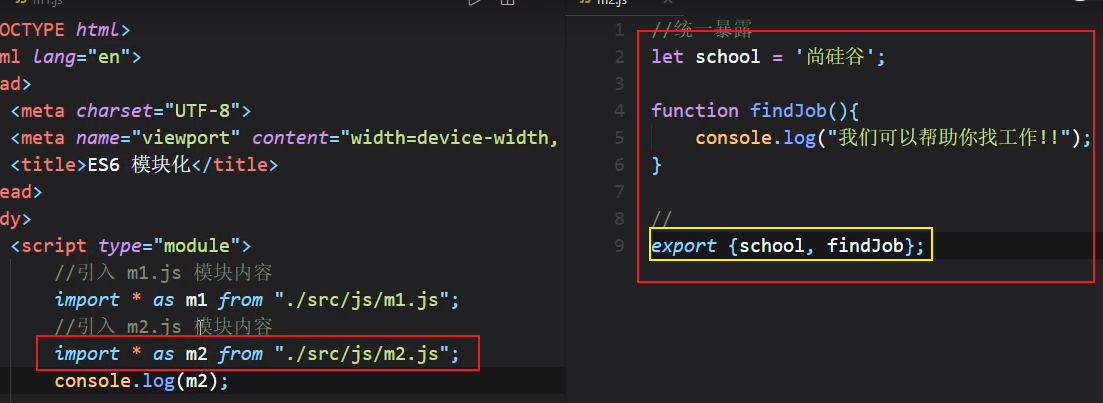 m1.js
OCTYPE html>
ml lang="en">
ead>
<meta charset="UTF-8">
<meta name="viewport" content="width=device-width,
<title>ES6 模块化</title>
ead>
dy>
<script type="module">
//引入 m1.js 模块内容
import * as m1 from "./src/js/m1.js";
//引入 m2.js 模块内容
import * as m2 from "./src/js/m2.js";
console.log(m2);
m2.js
1 //统一暴露
2 let school = '尚硅谷';
3
4 function findJob(){
5 console.log("我们可以帮助你找工作!!");
6 }
7
8 //
9 export {school, findJob};